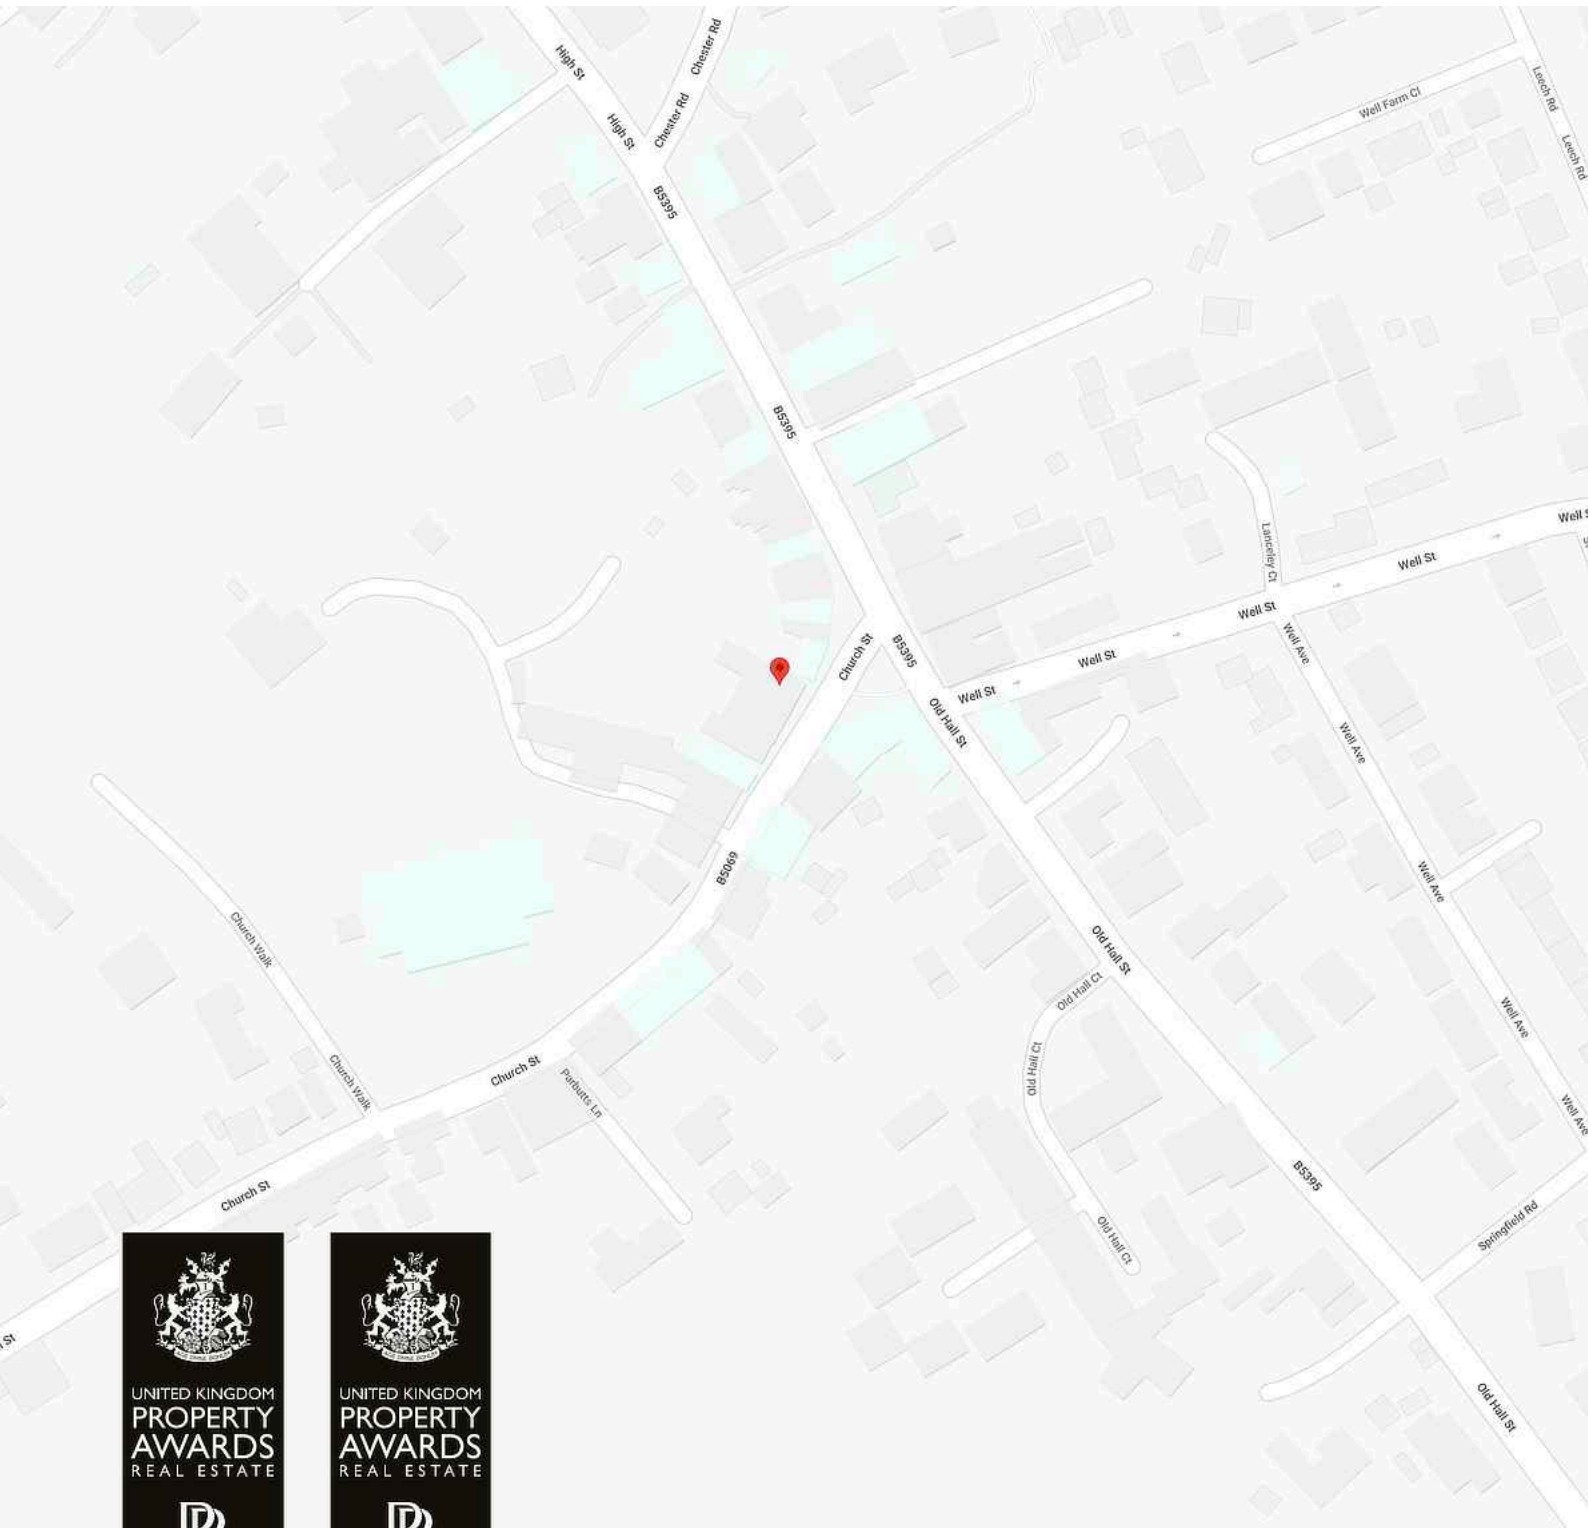 High St
Chester Rd
Chester Rd
High St
B5395
Well Farm Cl
Leech Rd
Leech Rd
B5395
Lanceley Ct
Well St
Well St
Well St
Well St
Well St
Church St
B5395
Old Hall St
Well Ave
Well Ave
B5069
Well Ave
Church Walk
Old Hall St
Old Hall Ct
Old Hall Ct
Well Ave
Church Walk
Church St
Parbutts Ln
Well Ave
Church St
B5395
Springfield Rd
Old Hall Ct
St
Old Hall St
UNITED KINGDOM
PROPERTY
AWARDS
REAL ESTATE
UNITED KINGDOM
PROPERTY
AWARDS
REAL ESTATE